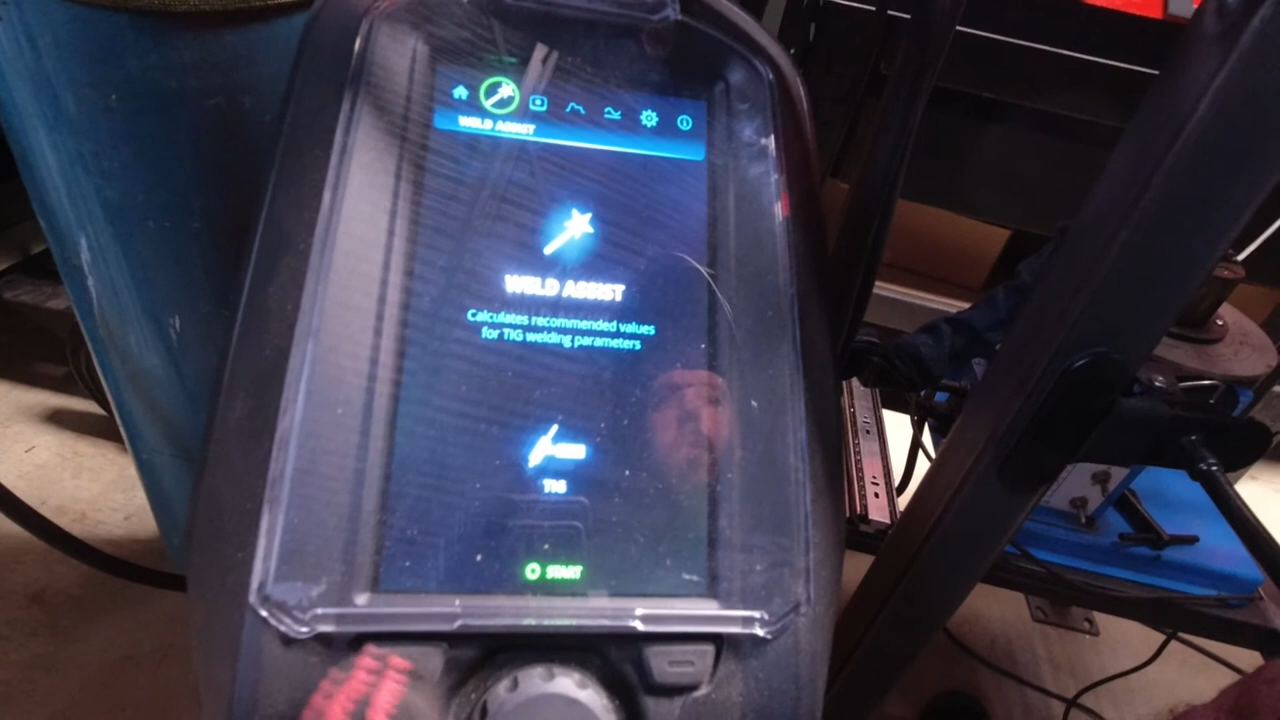 WELD ASSIST
WELD ASSIST
Calculates recommended values
for TIG welding parameters
TIG
START